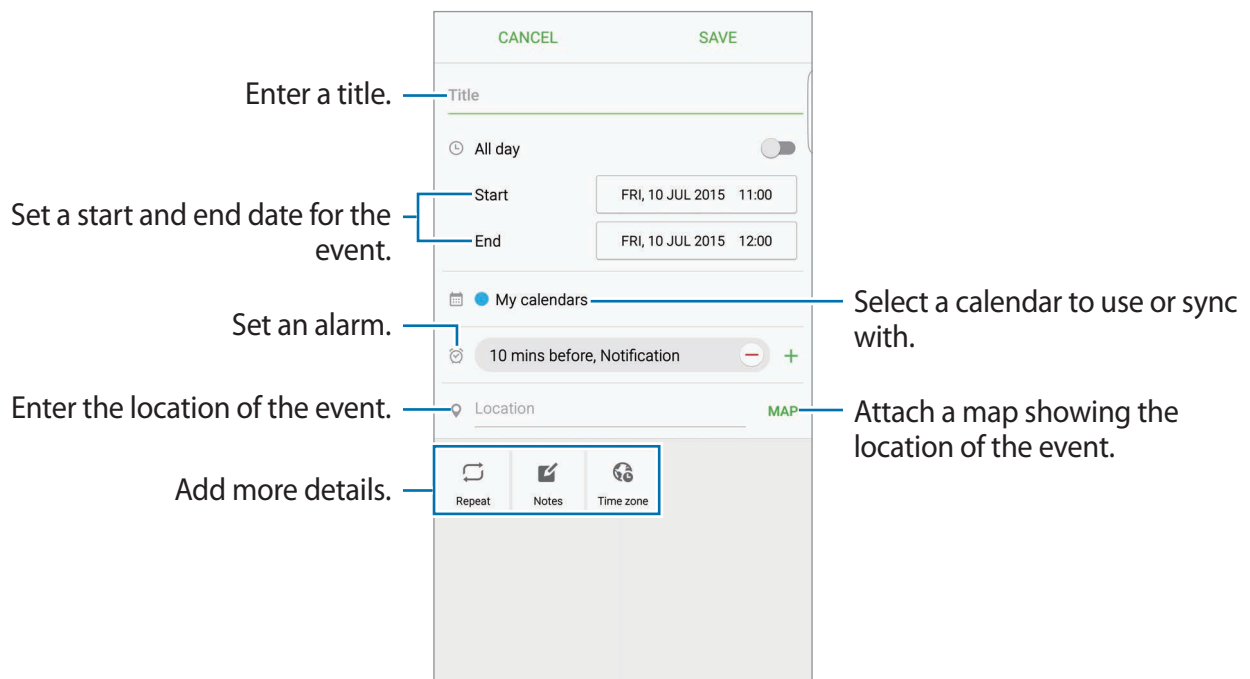 CANCEL SAVE
Enter a title.
Title
All day
Start FRI, 10 JUL 2015 11:00
Set a start and end date for the
event.
End FRI, 10 JUL 2015 12:00
My calendars
Select a calendar to use or sync
with.
Set an alarm.
10 mins before, Notification
Enter the location of the event.
Location MAP
Attach a map showing the
location of the event.
Add more details.
Repeat Notes Time zone